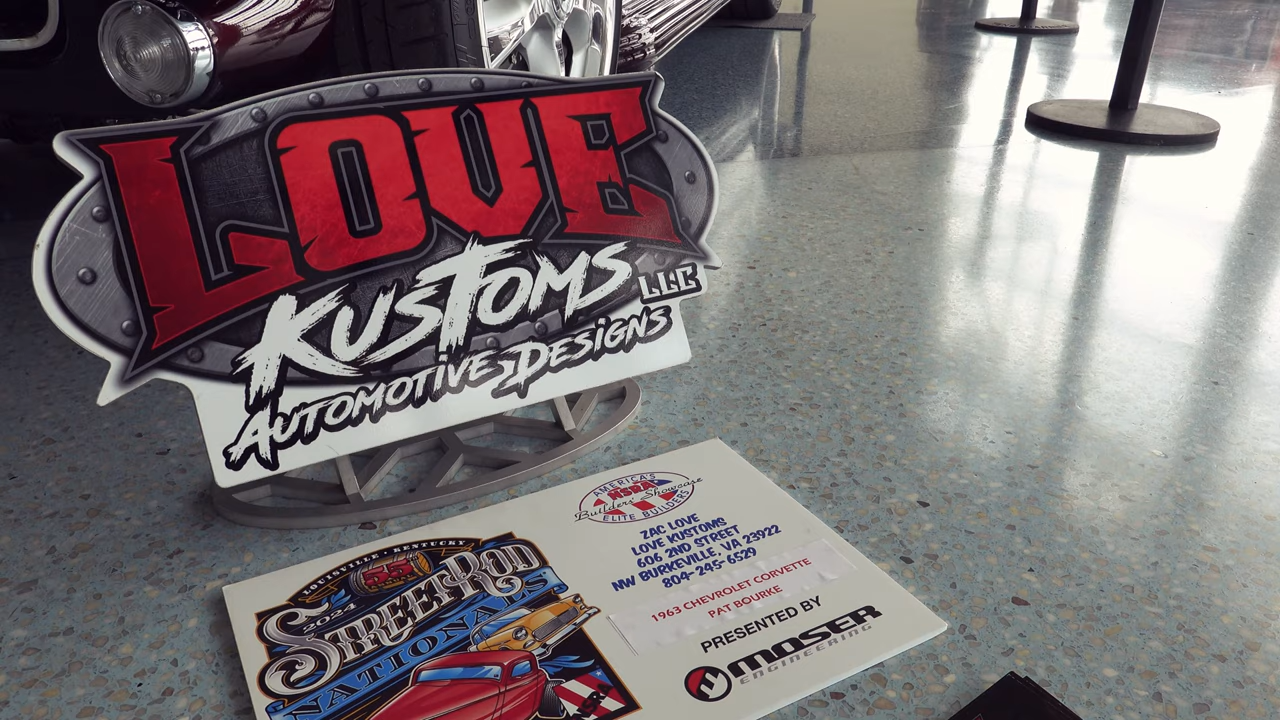 LOVE
KUSTOMS
LLC
AUTOMOTIVE DESIGNS
AMERICA'S
NSRA
Builders' Showcase
ELITE BUILDERS
ZAC LOVE
LOVE KUSTOMS
606 2ND STREET
NW BURKEVILLE, VA 23922
804-245-6529
1963 CHEVROLET CORVETTE
PAT BOURKE
PRESENTED BY
MOSER
ENGINEERING
LOUISVILLE • KENTUCKY
55
2024
STREET ROD
NATIONALS
NSRA